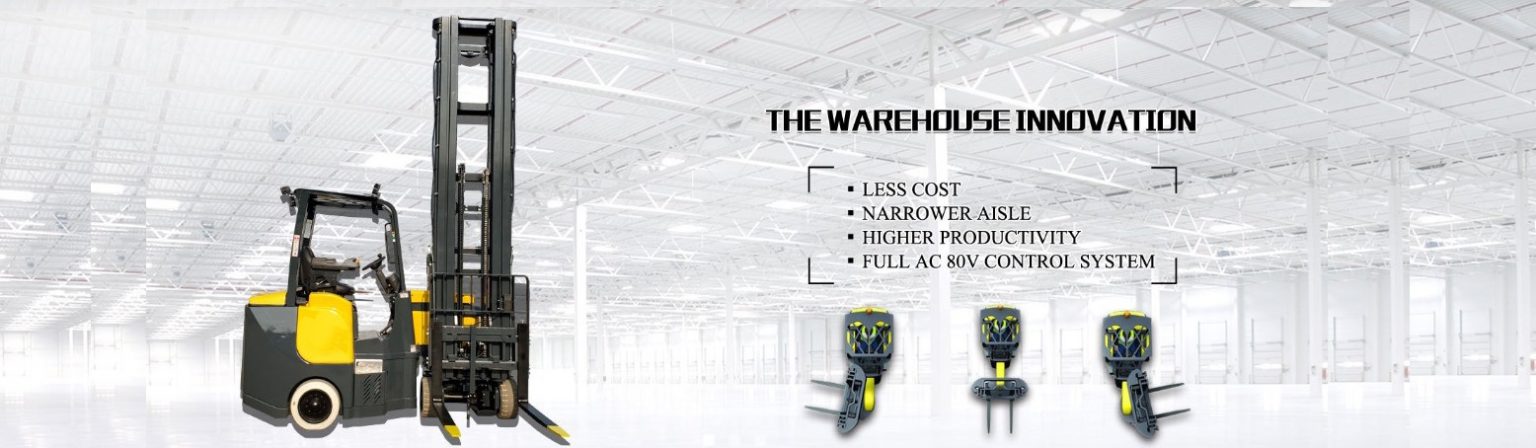 THE WAREHOUSE INNOVATION
▪ LESS COST
▪ NARROWER AISLE
▪ HIGHER PRODUCTIVITY
▪ FULL AC 80V CONTROL SYSTEM